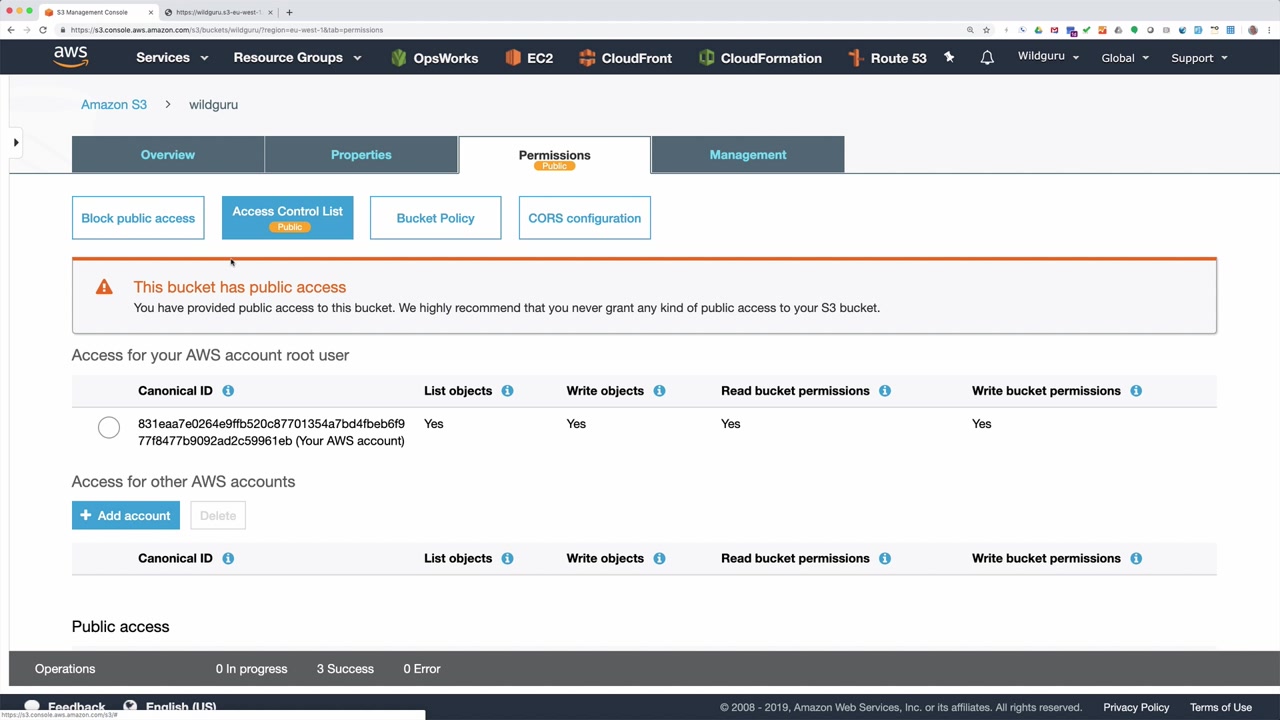 S3 Management Console
https://wildguru.s3-eu-west-1
https://s3.console.aws.amazon.com/s3/buckets/wildguru/?region=eu-west-1&tab=permissions
aws
Services
Resource Groups
OpsWorks
EC2
CloudFront
CloudFormation
Route 53
Wildguru
Global
Support
Amazon S3 > wildguru
Overview
Properties
Permissions
Public
Management
Block public access
Access Control List
Public
Bucket Policy
CORS configuration
This bucket has public access
You have provided public access to this bucket. We highly recommend that you never grant any kind of public access to your S3 bucket.
Access for your AWS account root user
Canonical ID List objects Write objects Read bucket permissions Write bucket permissions
831eaa7e0264e9ffb520c87701354a7bd4fbeb6f9 Yes Yes Yes Yes
77f8477b9092ad2c59961eb (Your AWS account)
Access for other AWS accounts
+ Add account
Delete
Canonical ID List objects Write objects Read bucket permissions Write bucket permissions
Public access
Operations 0 In progress 3 Success 0 Error
Feedback English (US) © 2008 - 2019, Amazon Web Services, Inc. or its affiliates. All rights reserved. Privacy Policy Terms of Use
https://s3.console.aws.amazon.com/s3/#